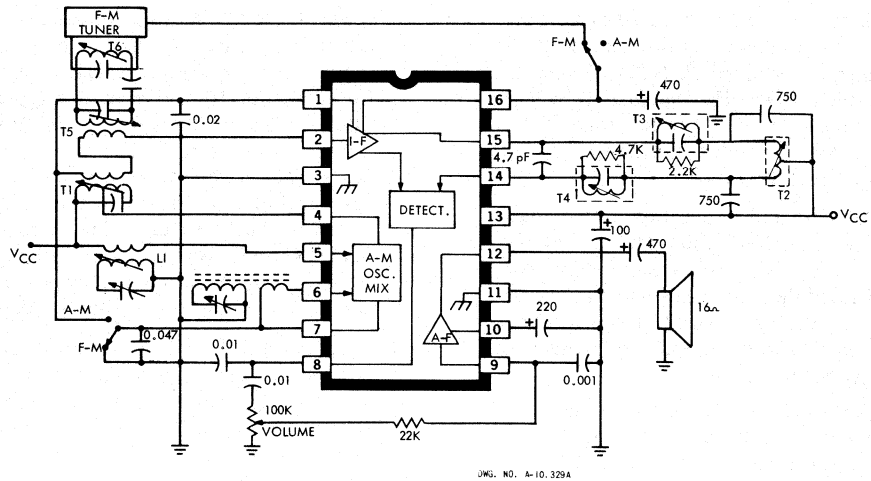 F-M
TUNER
T6
F-M
A-M
470
+
T3
750
1
16
0.02
I-F
T5
2
15
4.7 pF
4.7K
2.2K
3
14
T1
T4
750
T2
DETECT.
4
13
VCC
100
+
VCC
L1
5
A-M
OSC.
MIX
12
+
470
6
11
16Ω
A-M
220
+
7
A-F
10
0.047
F-M
0.01
8
9
0.001
0.01
100K
VOLUME
22K
DWG. NO. A-10.329A